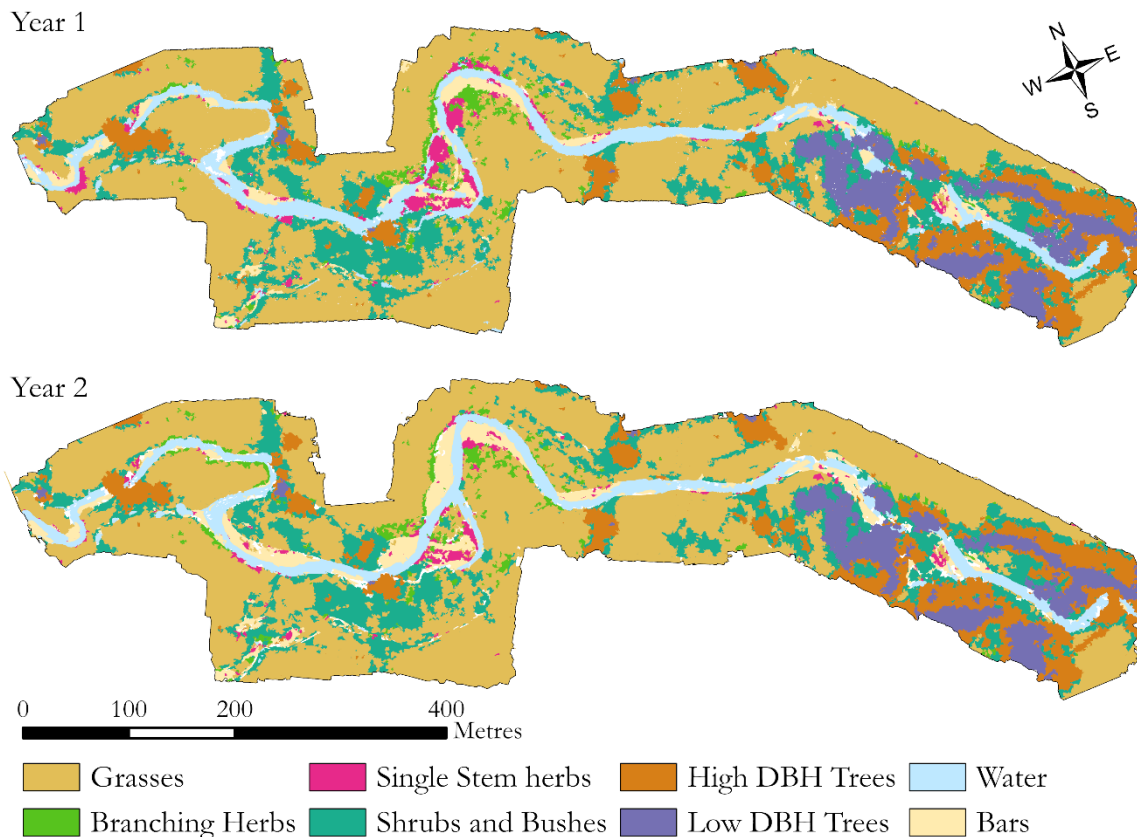 Year 1
N
E
W
S
Year 2
0 100 200 400
Metres
Grasses Single Stem herbs High DBH Trees Water
Branching Herbs Shrubs and Bushes Low DBH Trees Bars